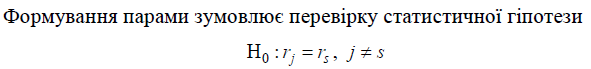 Формування парами зумовлює перевірку статистичної гіпотези
H₀ : rⱼ = rₛ , j ≠ s